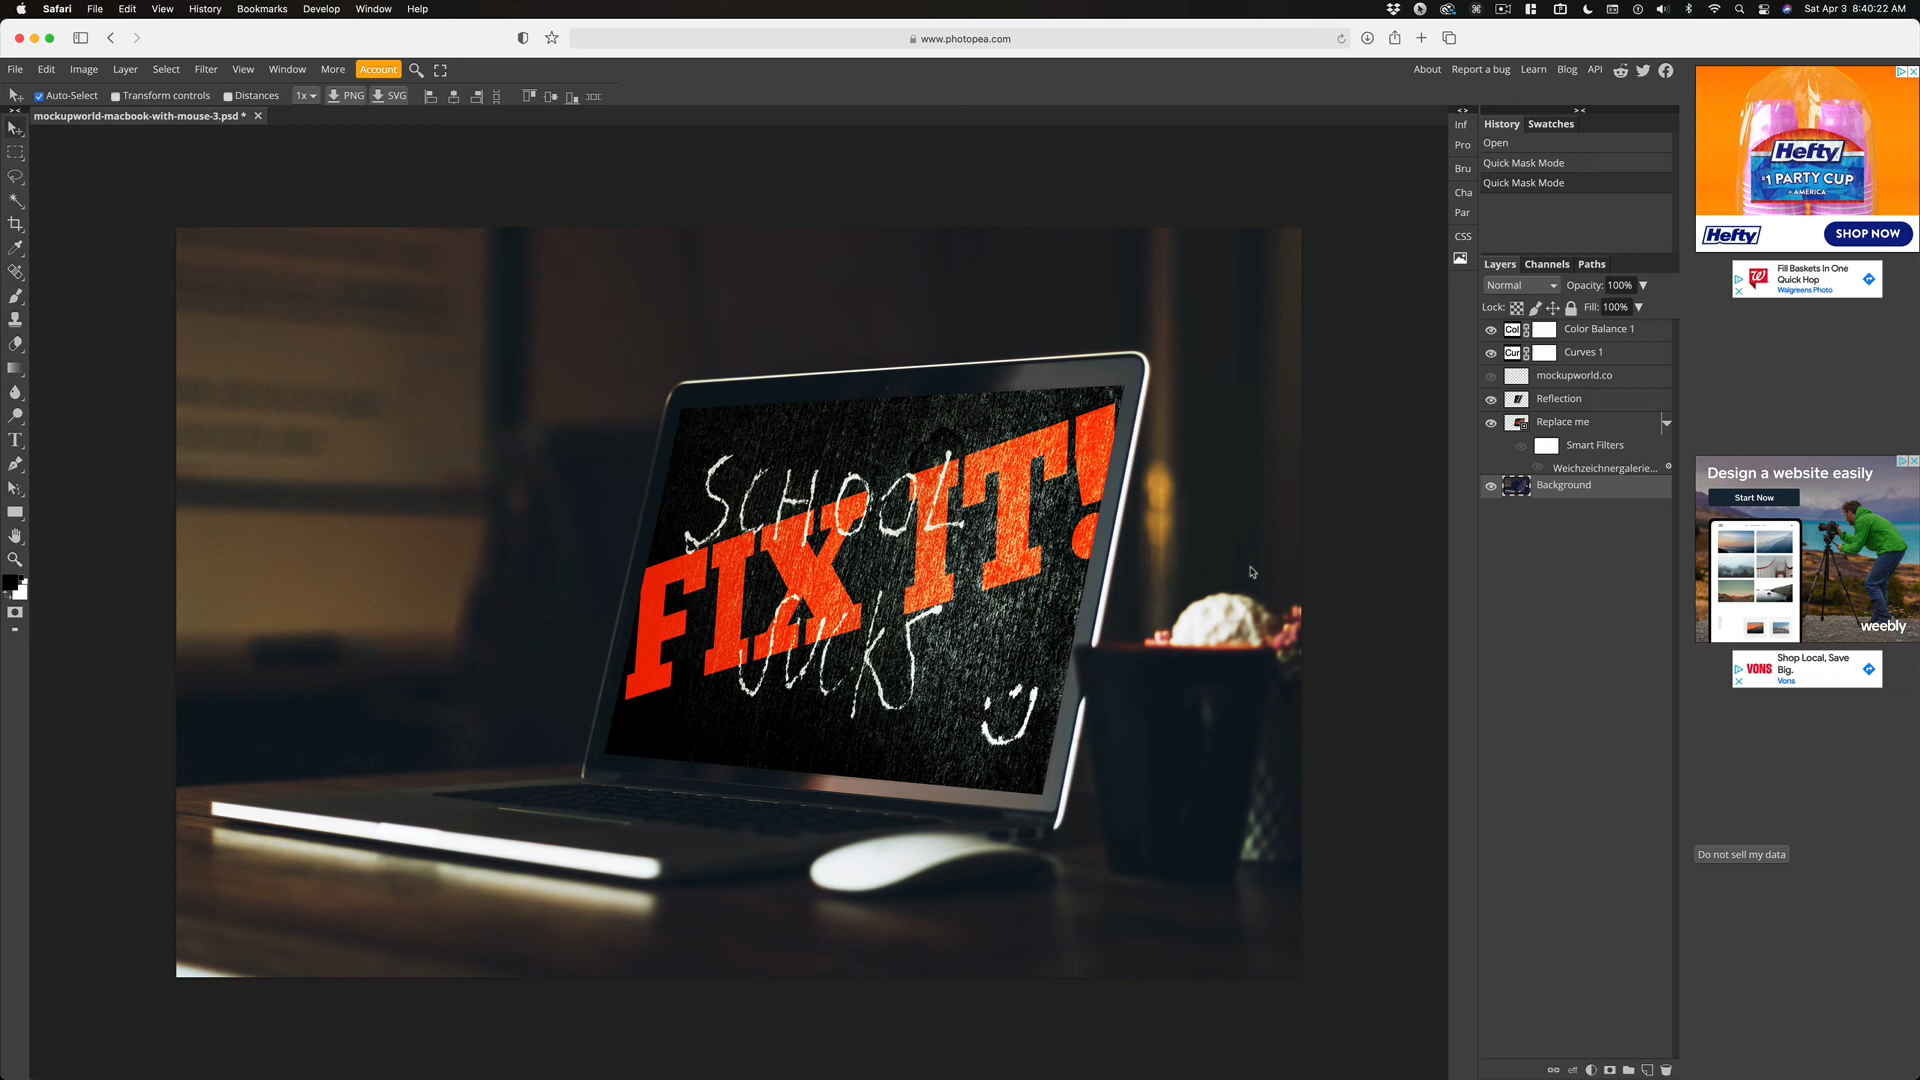 Safari File Edit View History Bookmarks Develop Window Help Sat Apr 3 8:40:22 AM
www.photopea.com
File Edit Image Layer Select Filter View Window More Account About Report a bug Learn Blog API
Auto-Select Transform controls Distances 1x PNG SVG
mockupworld-macbook-with-mouse-3.psd *
Inf
Pro
Bru
Cha
Par
CSS
History Swatches
Open
Quick Mask Mode
Quick Mask Mode
Layers Channels Paths
Normal Opacity: 100%
Lock: Fill: 100%
Col Color Balance 1
Cur Curves 1
mockupworld.co
Reflection
Replace me
Smart Filters
Weichzeichnergalerie...
Background
eff
SCHOOL
FIX IT!
SUCKS
Hefty
#1 PARTY CUP
IN AMERICA
Hefty SHOP NOW
Fill Baskets In One
Quick Hop
Walgreens Photo
Design a website easily
Start Now
weebly
VONS
Shop Local, Save
Big.
Vons
Do not sell my data